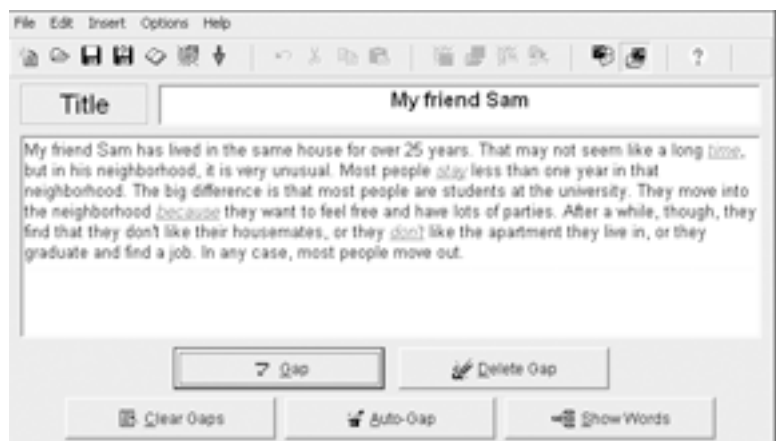 File Edit Insert Options Help
?
Title My friend Sam
My friend Sam has lived in the same house for over 25 years. That may not seem like a long time,
but in his neighborhood, it is very unusual. Most people stay less than one year in that
neighborhood. The big difference is that most people are students at the university. They move into
the neighborhood because they want to feel free and have lots of parties. After a while, though, they
find that they don't like their housemates, or they don't like the apartment they live in, or they
graduate and find a job. In any case, most people move out.
Gap Delete Gap
Clear Gaps Auto-Gap Show Words